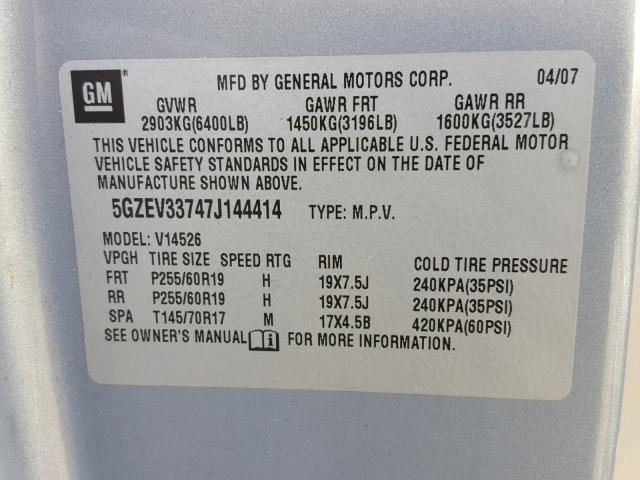 GM ®
MFD BY GENERAL MOTORS CORP. 04/07
GVWR GAWR FRT GAWR RR
2903KG(6400LB) 1450KG(3196LB) 1600KG(3527LB)
THIS VEHICLE CONFORMS TO ALL APPLICABLE U.S. FEDERAL MOTOR
VEHICLE SAFETY STANDARDS IN EFFECT ON THE DATE OF
MANUFACTURE SHOWN ABOVE.
5GZEV33747J144414 TYPE: M.P.V.
MODEL: V14526
VPGH TIRE SIZE SPEED RTG RIM COLD TIRE PRESSURE
FRT P255/60R19 H 19X7.5J 240KPA(35PSI)
RR P255/60R19 H 19X7.5J 240KPA(35PSI)
SPA T145/70R17 M 17X4.5B 420KPA(60PSI)
SEE OWNER'S MANUAL i FOR MORE INFORMATION.